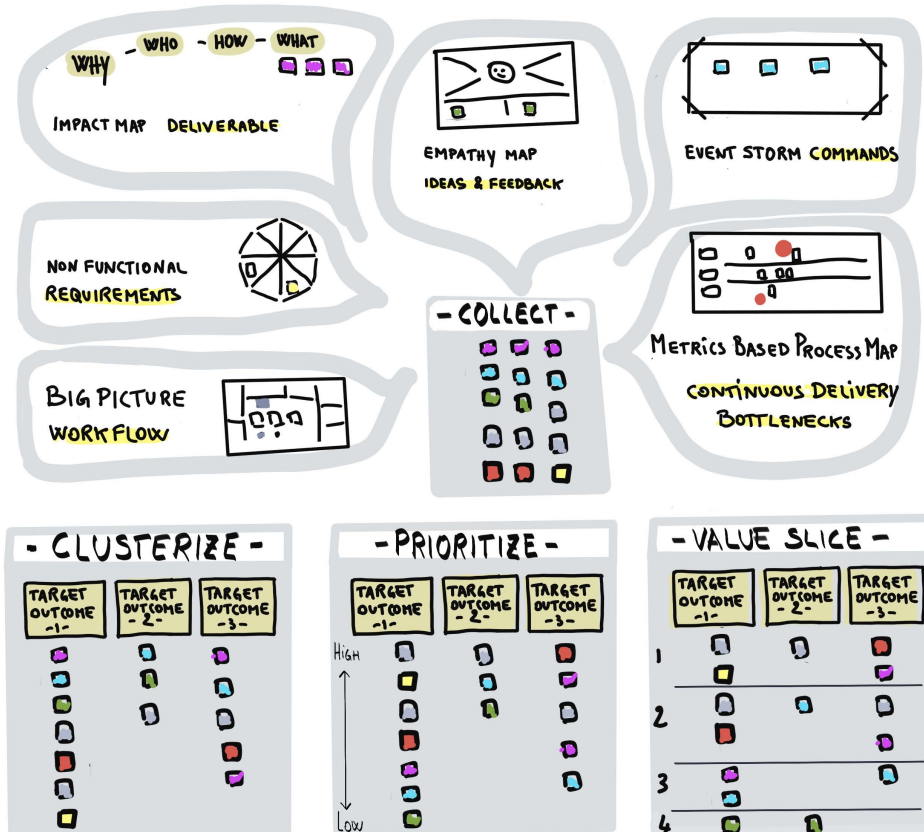 WHY - WHO - HOW - WHAT
IMPACT MAP DELIVERABLE
EMPATHY MAP
IDEAS & FEEDBACK
EVENT STORM COMMANDS
NON FUNCTIONAL
REQUIREMENTS
- COLLECT -
METRICS BASED PROCESS MAP
CONTINUOUS DELIVERY
BOTTLENECKS
BIG PICTURE
WORKFLOW
- CLUSTERIZE -
TARGET
OUTCOME
-1-
TARGET
OUTCOME
-2-
TARGET
OUTCOME
-3-
- PRIORITIZE -
TARGET
OUTCOME
-1-
TARGET
OUTCOME
-2-
TARGET
OUTCOME
-3-
HIGH
LOW
- VALUE SLICE -
TARGET
OUTCOME
-1-
TARGET
OUTCOME
-2-
TARGET
OUTCOME
-3-
1
2
3
4